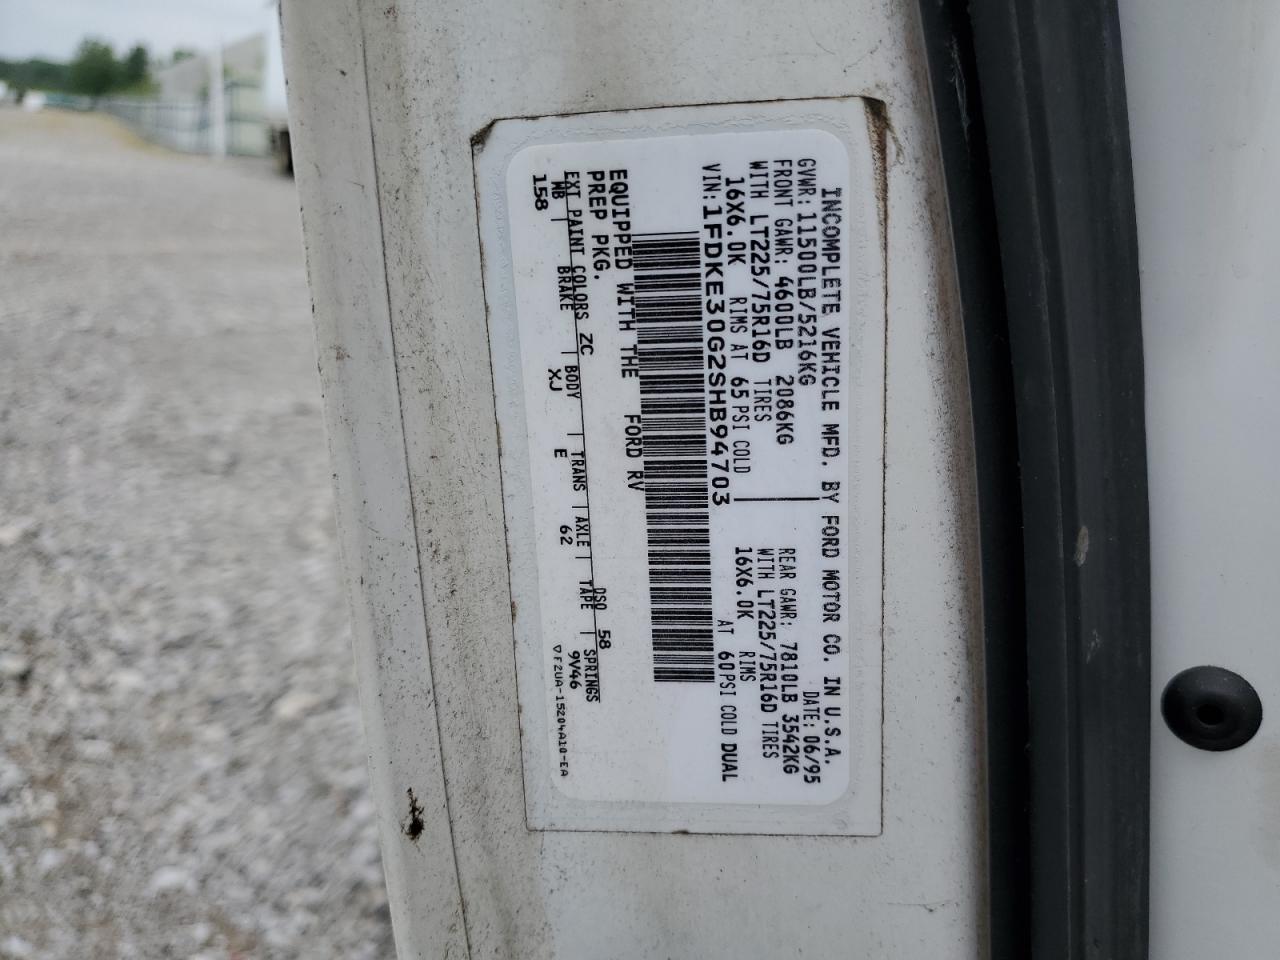 INCOMPLETE VEHICLE MFD. BY FORD MOTOR CO. IN U.S.A.
GVWR: 11500LB/5216KG DATE: 06/95
FRONT GAWR: 4600LB 2086KG REAR GAWR: 7810LB 3542KG
WITH LT225/75R16D TIRES WITH LT225/75R16D TIRES
16X6.0K RIMS AT 65 PSI COLD 16X6.0K RIMS
AT 60PSI COLD DUAL
VIN: 1FDKE30G2SHB94703
EQUIPPED WITH THE FORD RV
PREP PKG.
EXT PAINT COLORS ZC DSO 58
WB BRAKE BODY TRANS AXLE TAPE SPRINGS
158 XJ E 62 9V46
▽ F2UA-15204A10-EA